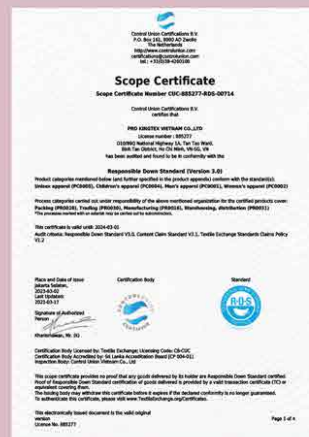 Control Union Certifications B.V.
P.O. Box 161, 8000 AD Zwolle
The Netherlands
http://www.controlunion.com
certifications@controlunion.com
tel.: +31(0)38-4260100
Scope Certificate
Scope Certificate Number CUC-885277-RDS-00714
Control Union Certifications B.V.
certifies that
PRO KINGTEX VIETNAM CO.,LTD
License number : 885277
D10/89Q National Highway 1A, Tan Tao Ward,
Binh Tan District, Ho Chi Minh, VN-SG, VN
has been audited and found to be in conformity with the
Responsible Down Standard (Version 3.0)
Product categories mentioned below (and further specified in the product appendix) conform with the standard(s):
Unisex apparel (PC0005), Children's apparel (PC0004), Men's apparel (PC0001), Women's apparel (PC0002)
Process categories carried out under responsibility of the above mentioned organisation for the certified products cover:
Packing (PR0018), Trading (PR0030), Manufacturing (PR0016), Warehousing, distribution (PR0031)
*The processes marked with an asterisk may be carried out by subcontractors.
This certificate is valid until: 2024-03-01
Audit criteria: Responsible Down Standard V3.0, Content Claim Standard V3.1, Textile Exchange Standards Claims Policy
V1.2
Place and Date of Issue
Jakarta Selatan,
2023-03-02
Last Updated:
2023-03-17
Certification Body
Standard
Signature of Authorized
Person
RDS
Certification Body Licensed by: Textile Exchange; Licensing Code: CB-CUC
Certification Body Accredited by: Sri Lanka Accreditation Board (CP 004-01)
Inspection Body: Control Union Vietnam Co., Ltd
This scope certificate provides no proof that any goods delivered by its holder are Responsible Down Standard certified.
Proof of Responsible Down Standard certification of goods delivered is provided by a valid transaction certificate (TC) or
equivalent covering them.
The issuing body may withdraw this certificate before it expires if the declared conformity is no longer guaranteed.
To authenticate this certificate, please visit www.TextileExchange.org/Certificates.
This electronically issued document is the valid original
version
License No. 885277
Page 1 of 4